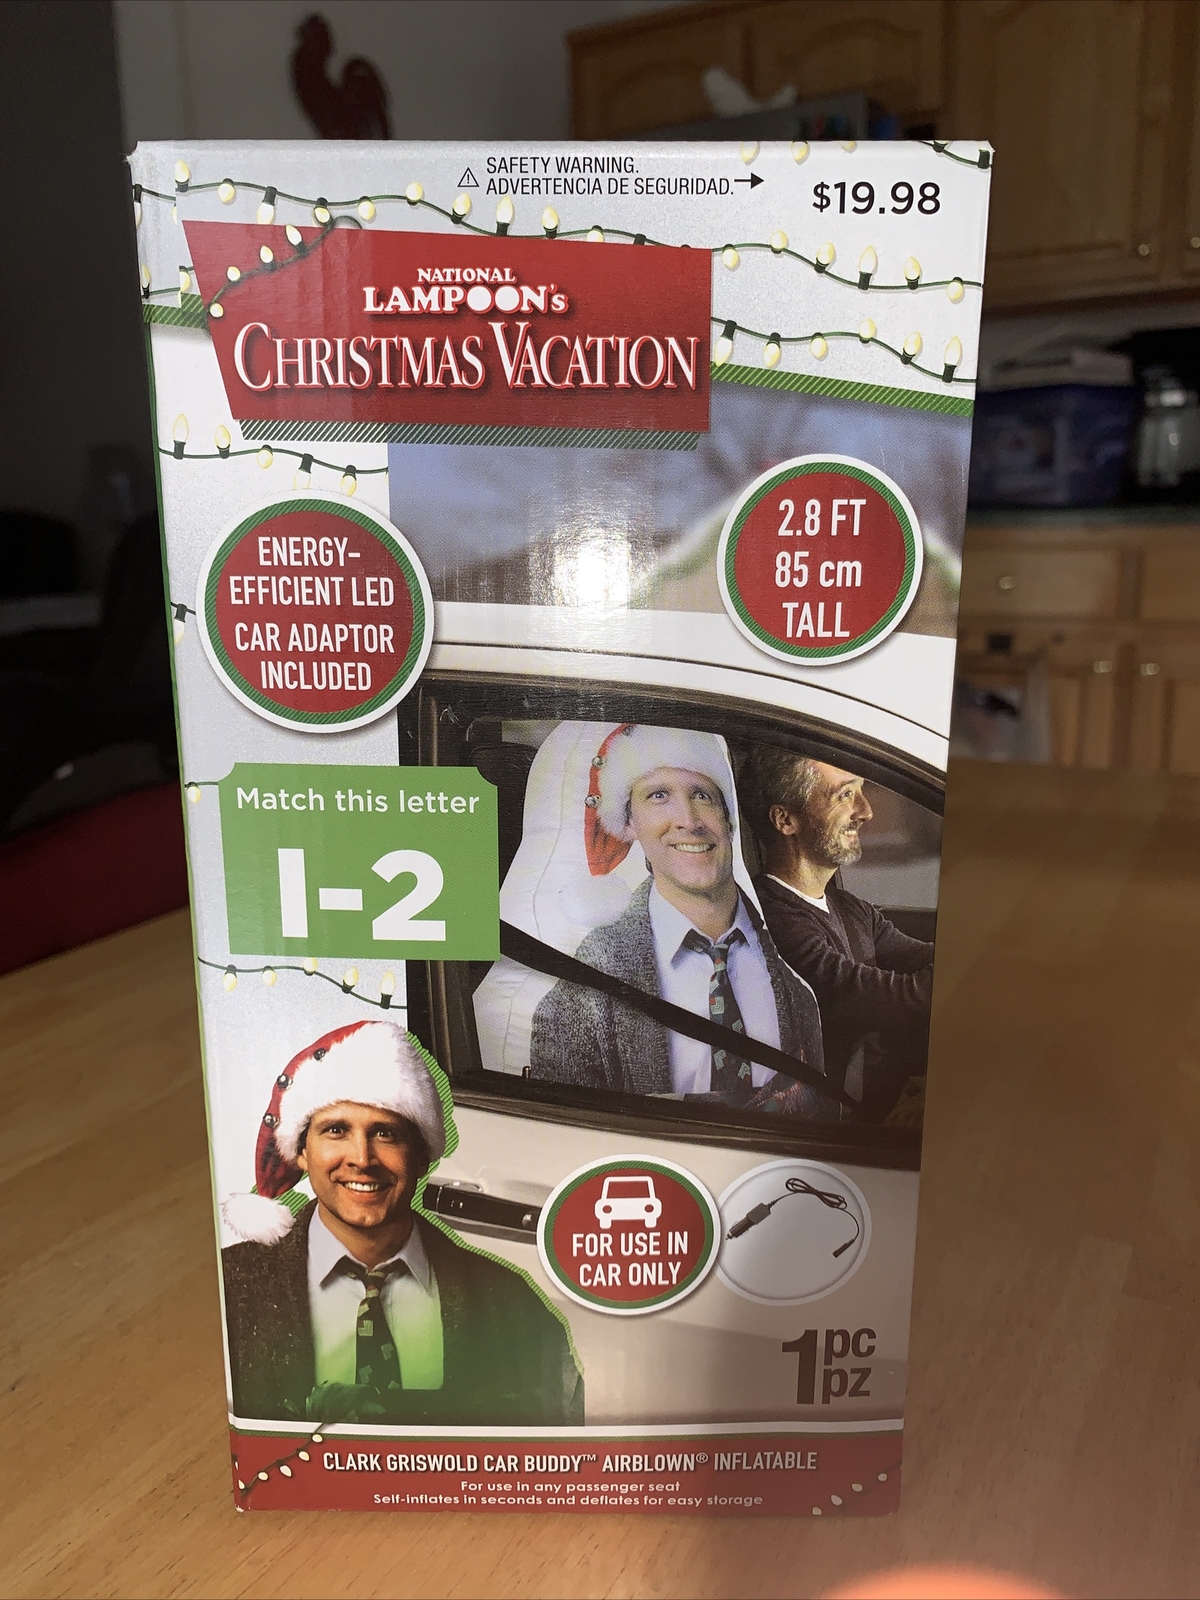 SAFETY WARNING.
ADVERTENCIA DE SEGURIDAD.
$19.98
NATIONAL
LAMPOON's
CHRISTMAS VACATION
ENERGY-
EFFICIENT LED
CAR ADAPTOR
INCLUDED
2.8 FT
85 cm
TALL
Match this letter
I-2
FOR USE IN
CAR ONLY
1 pc
pz
CLARK GRISWOLD CAR BUDDY™ AIRBLOWN® INFLATABLE
For use in any passenger seat
Self-inflates in seconds and deflates for easy storage